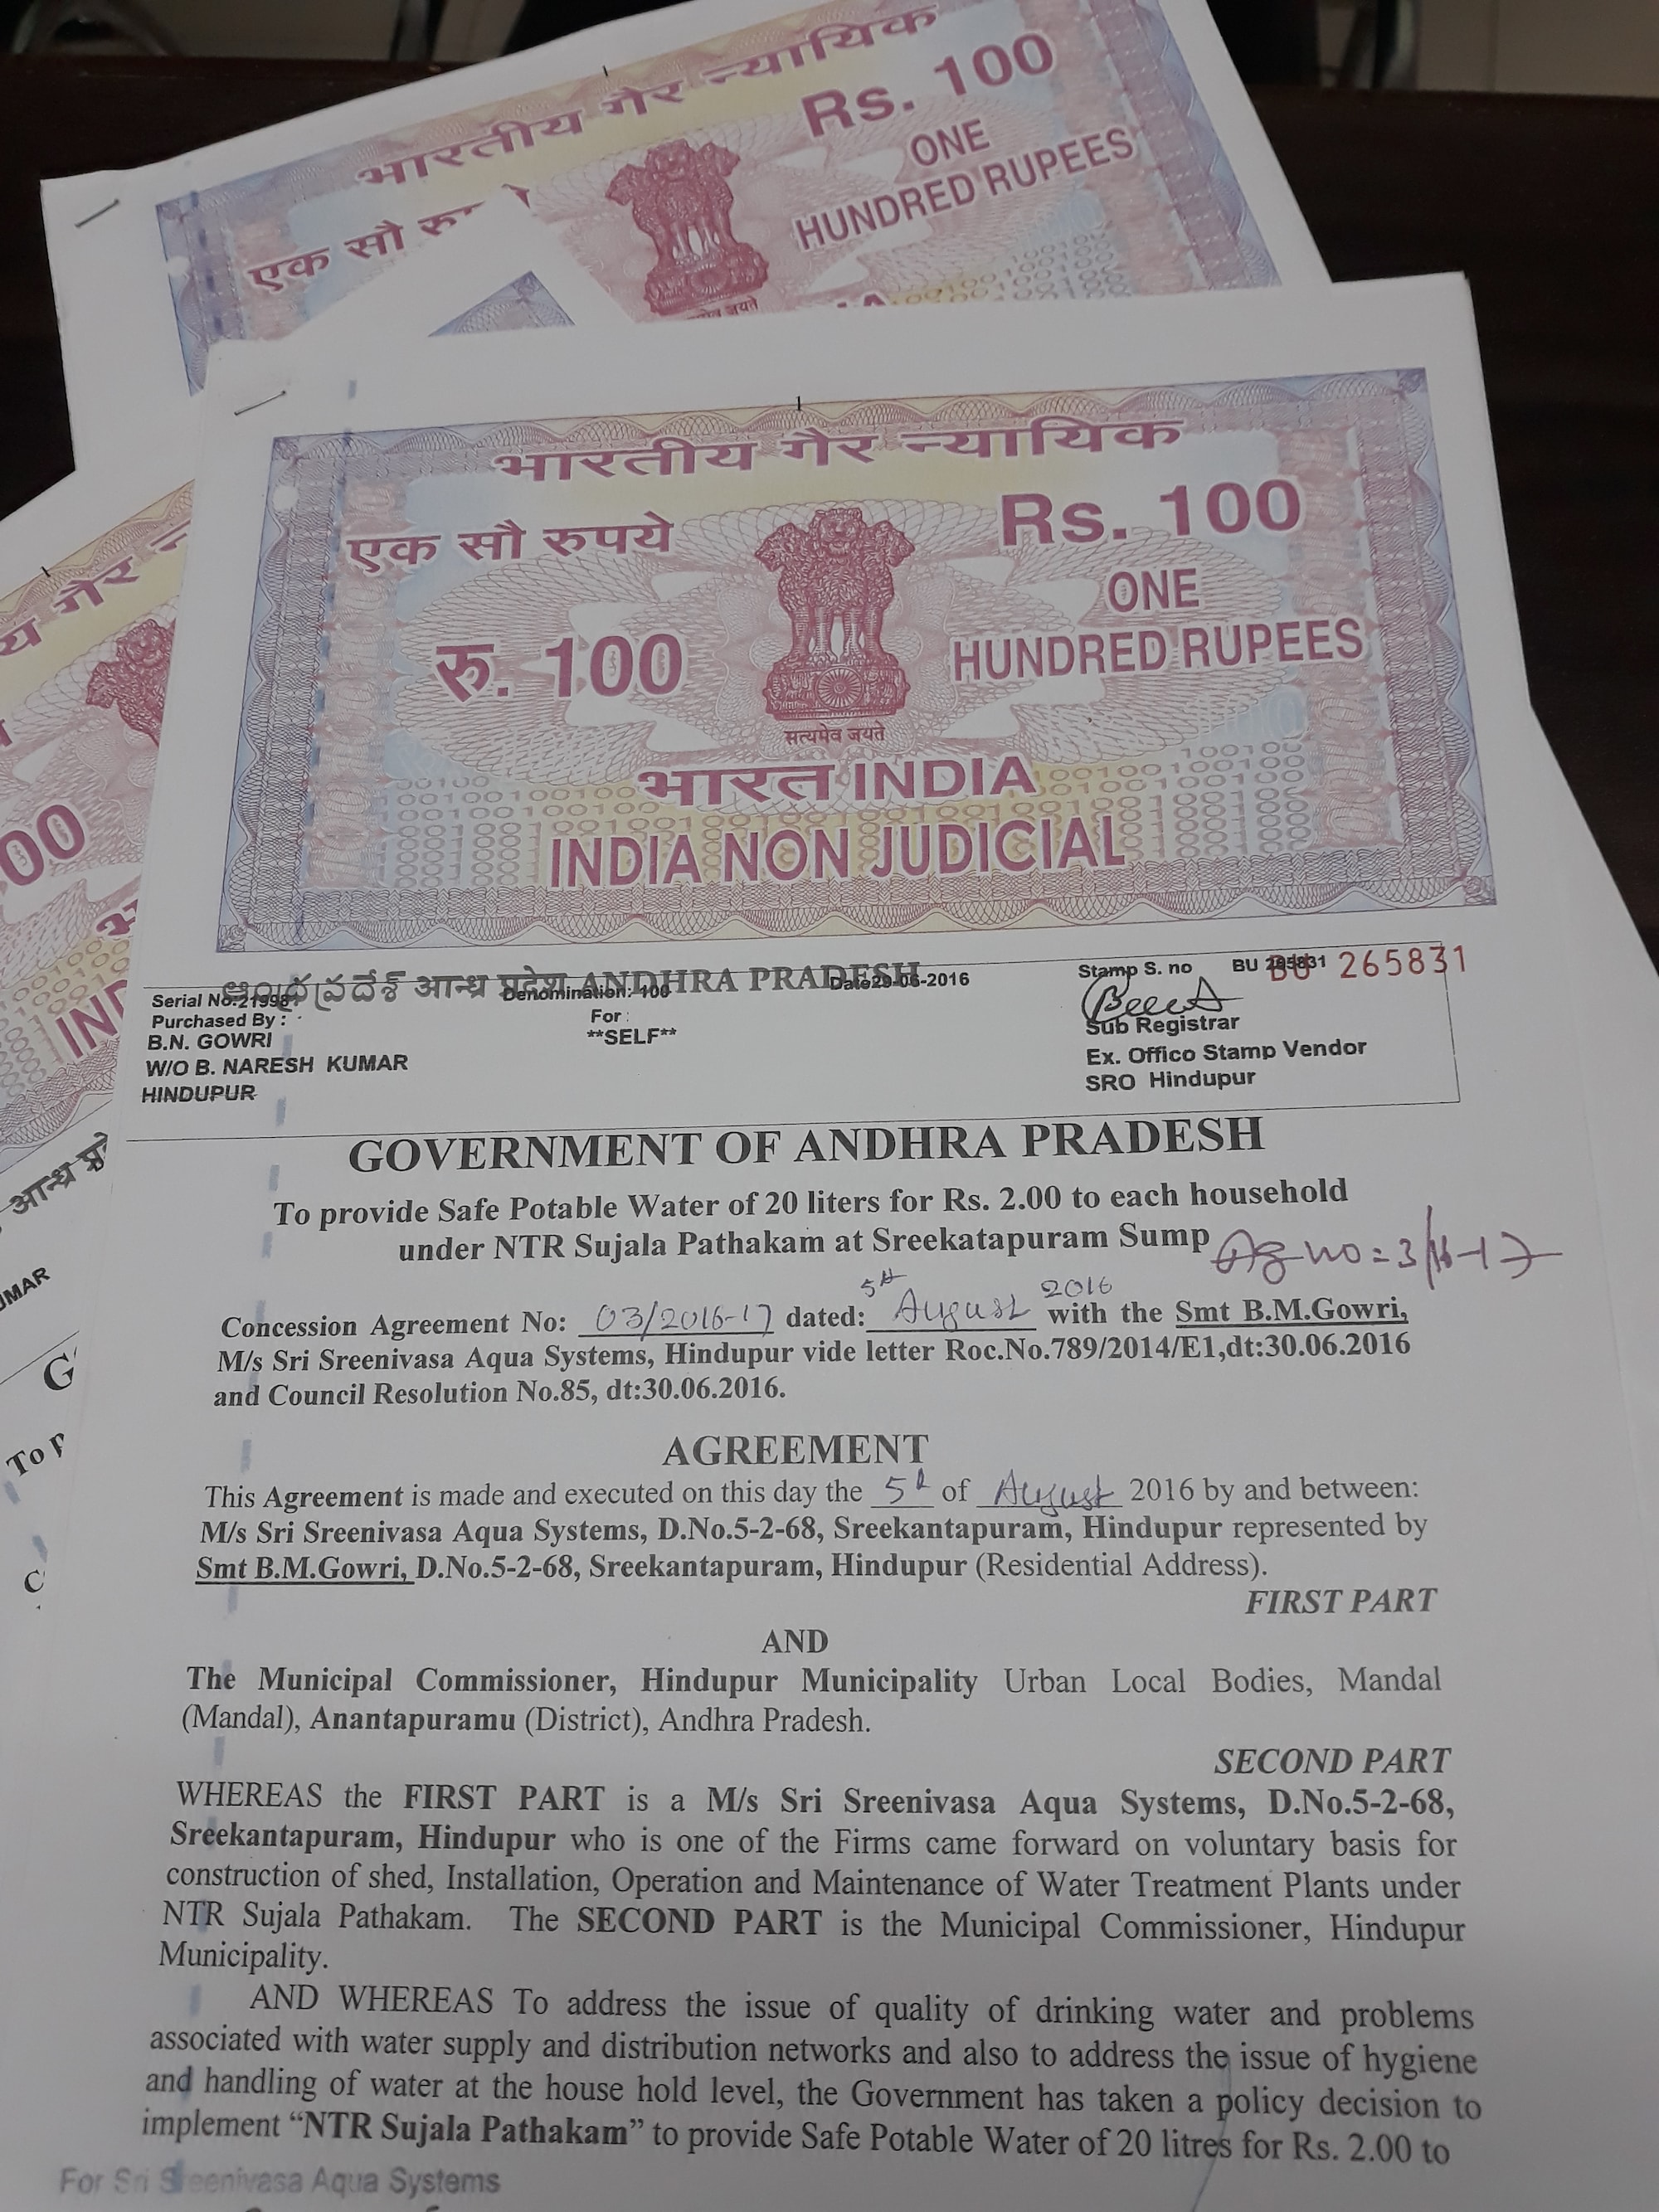 भारतीय गैर न्यायिक
एक सौ
Rs. 100
ONE
HUNDRED RUPEES
भारतीय गैर न्यायिक
एक सौ रुपये
Rs. 100
ONE
रु. 100
HUNDRED RUPEES
सत्यमेव जयते
भारत INDIA
INDIA NON JUDICIAL
ఆంధ్రప్రదేశ్ आन्ध्र प्रदेश ANDHRA PRADESH
Serial No:21998 Denomination: 100 Date29-06-2016 Stamp S. no BU 265831
BU 265831
Purchased By : For :
B.N. GOWRI **SELF**
W/O B. NARESH KUMAR
HINDUPUR
Sub Registrar
Ex. Offico Stamp Vendor
SRO Hindupur
GOVERNMENT OF ANDHRA PRADESH
To provide Safe Potable Water of 20 liters for Rs. 2.00 to each household
under NTR Sujala Pathakam at Sreekatapuram Sump
Ag no = 3/16-17
Concession Agreement No: 03/2016-17 dated: 5th August 2016 with the Smt B.M.Gowri,
M/s Sri Sreenivasa Aqua Systems, Hindupur vide letter Roc.No.789/2014/E1,dt:30.06.2016
and Council Resolution No.85, dt:30.06.2016.
AGREEMENT
This Agreement is made and executed on this day the 5th of August 2016 by and between:
M/s Sri Sreenivasa Aqua Systems, D.No.5-2-68, Sreekantapuram, Hindupur represented by
Smt B.M.Gowri, D.No.5-2-68, Sreekantapuram, Hindupur (Residential Address).
FIRST PART
AND
The Municipal Commissioner, Hindupur Municipality Urban Local Bodies, Mandal
(Mandal), Anantapuramu (District), Andhra Pradesh.
SECOND PART
WHEREAS the FIRST PART is a M/s Sri Sreenivasa Aqua Systems, D.No.5-2-68,
Sreekantapuram, Hindupur who is one of the Firms came forward on voluntary basis for
construction of shed, Installation, Operation and Maintenance of Water Treatment Plants under
NTR Sujala Pathakam. The SECOND PART is the Municipal Commissioner, Hindupur
Municipality.
AND WHEREAS To address the issue of quality of drinking water and problems
associated with water supply and distribution networks and also to address the issue of hygiene
and handling of water at the house hold level, the Government has taken a policy decision to
implement “NTR Sujala Pathakam” to provide Safe Potable Water of 20 litres for Rs. 2.00 to
For Sri Sreenivasa Aqua Systems